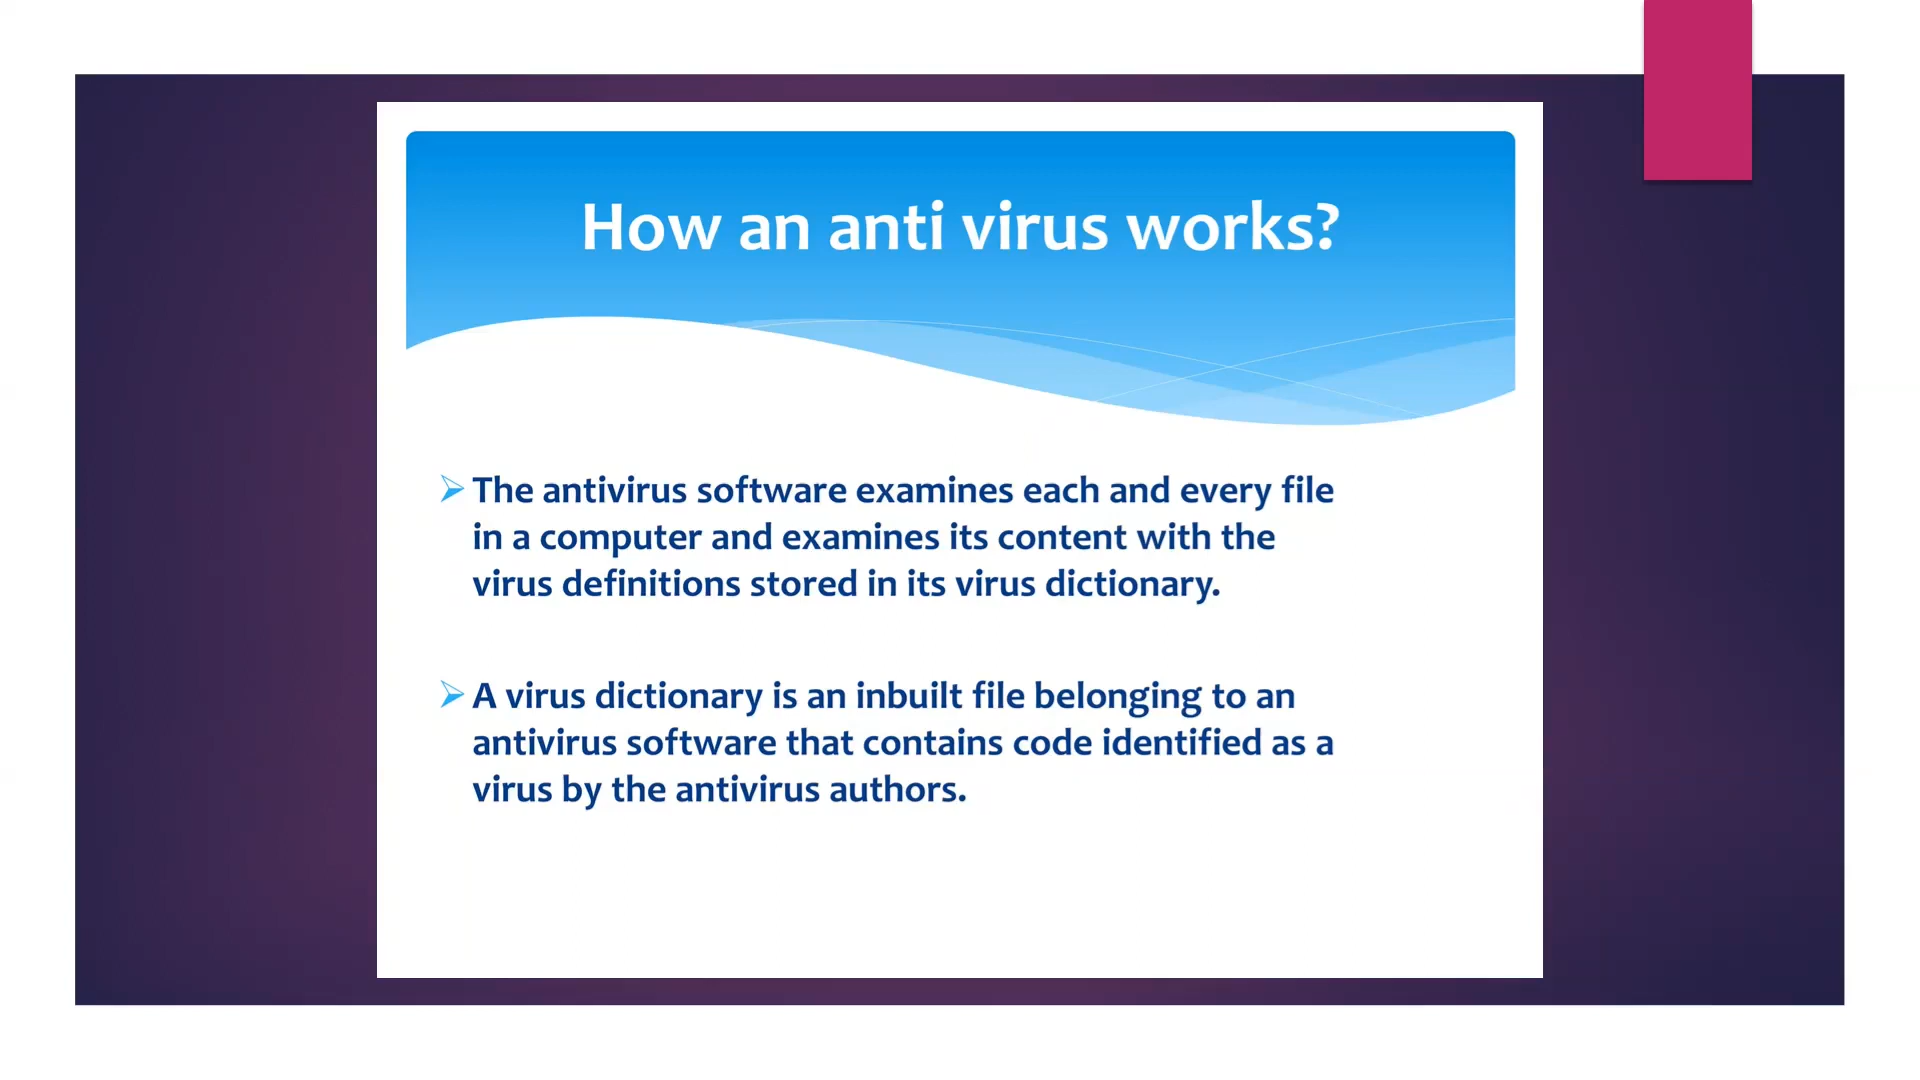 How an anti virus works?
The antivirus software examines each and every file
in a computer and examines its content with the
virus definitions stored in its virus dictionary.
A virus dictionary is an inbuilt file belonging to an
antivirus software that contains code identified as a
virus by the antivirus authors.